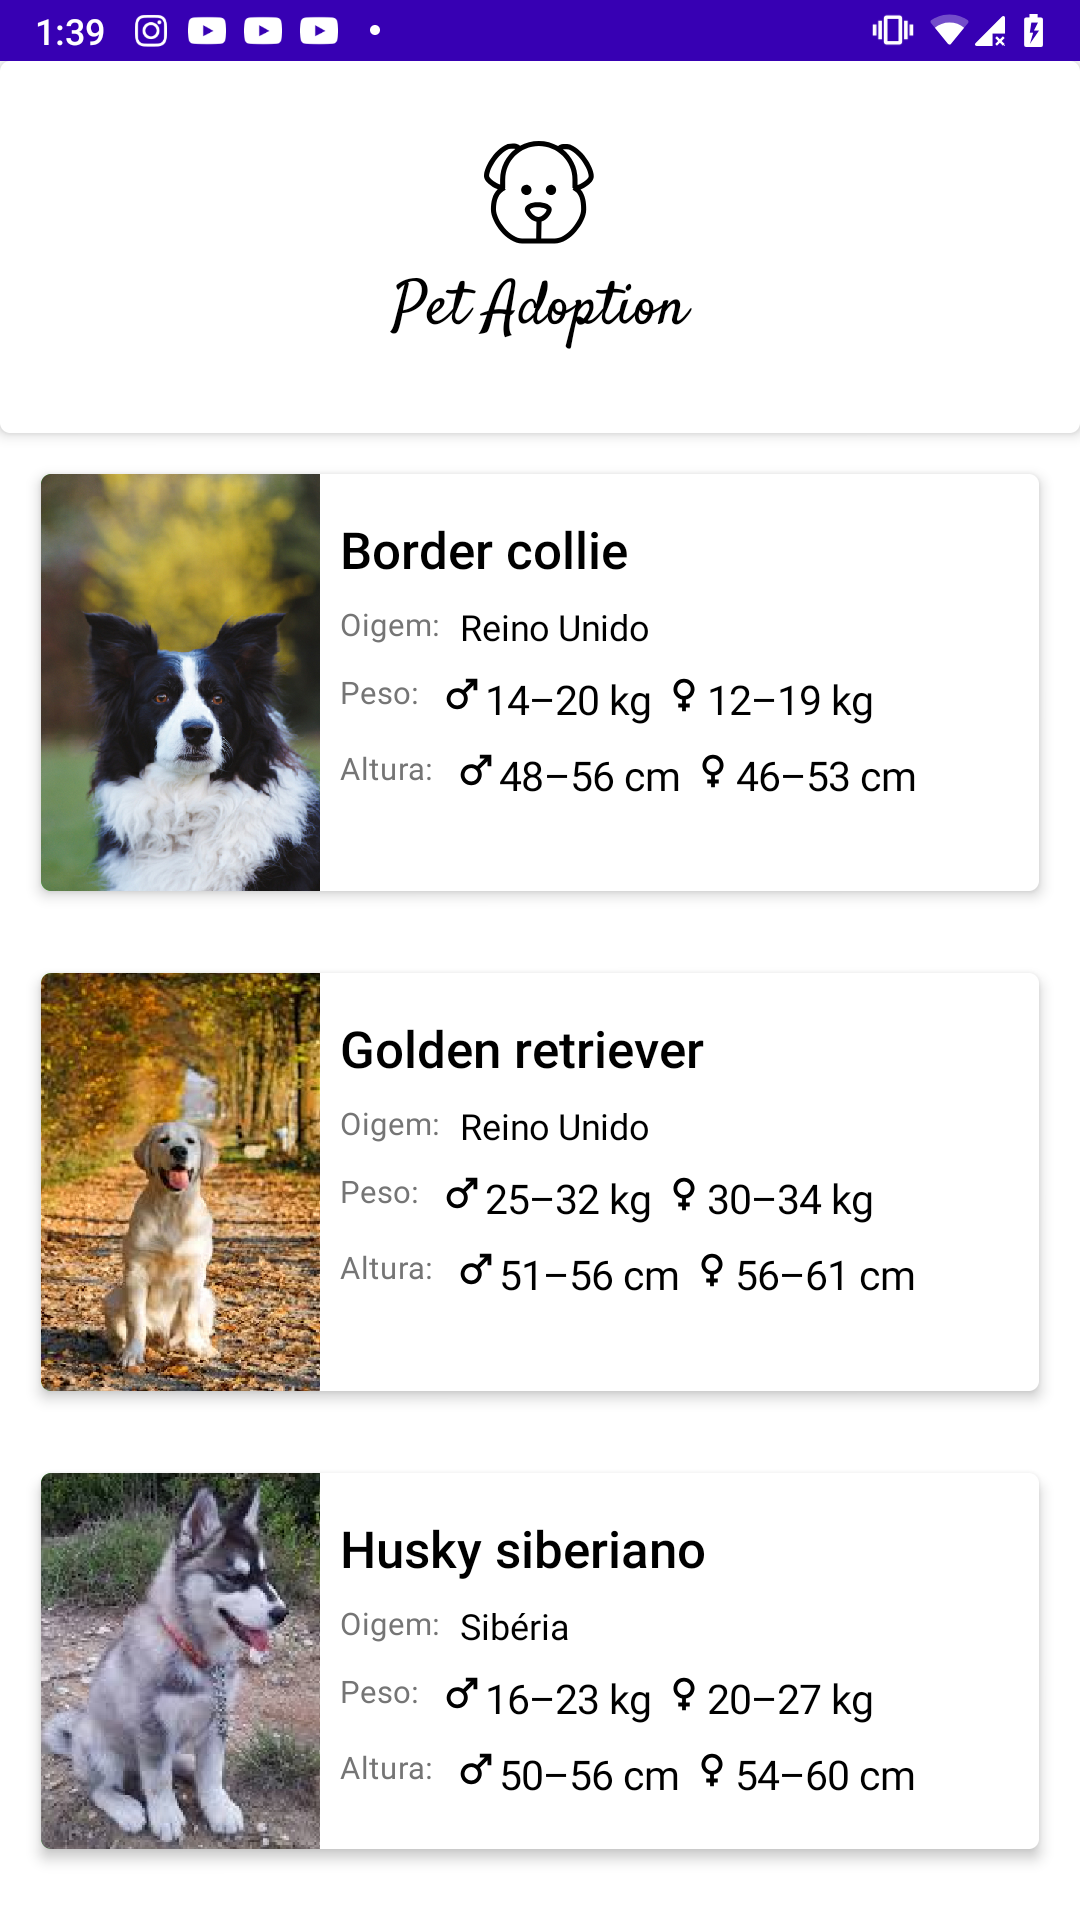 1:39
Pet Adoption
Border collie
Oigem: Reino Unido
Peso: ♂ 14–20 kg ♀ 12–19 kg
Altura: ♂ 48–56 cm ♀ 46–53 cm
Golden retriever
Oigem: Reino Unido
Peso: ♂ 25–32 kg ♀ 30–34 kg
Altura: ♂ 51–56 cm ♀ 56–61 cm
Husky siberiano
Oigem: Sibéria
Peso: ♂ 16–23 kg ♀ 20–27 kg
Altura: ♂ 50–56 cm ♀ 54–60 cm